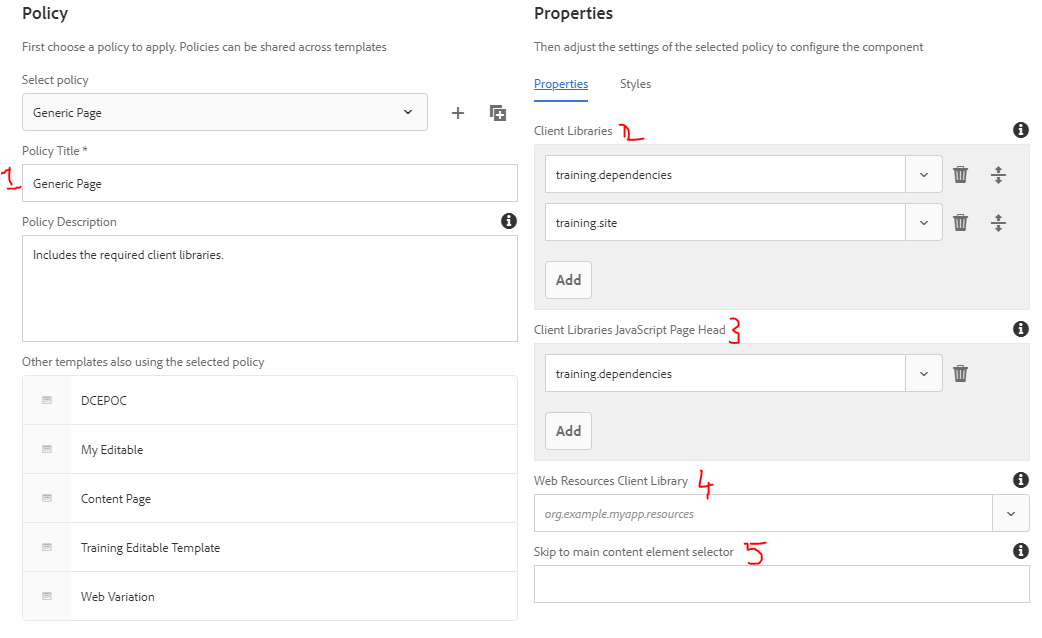 Policy
First choose a policy to apply. Policies can be shared across templates
Select policy
Generic Page
Policy Title *
1
Generic Page
Policy Description
Includes the required client libraries.
Other templates also using the selected policy
DCEPOC
My Editable
Content Page
Training Editable Template
Web Variation
Properties
Then adjust the settings of the selected policy to configure the component
Properties Styles
Client Libraries 2
training.dependencies
training.site
Add
Client Libraries JavaScript Page Head 3
training.dependencies
Add
Web Resources Client Library 4
org.example.myapp.resources
Skip to main content element selector 5